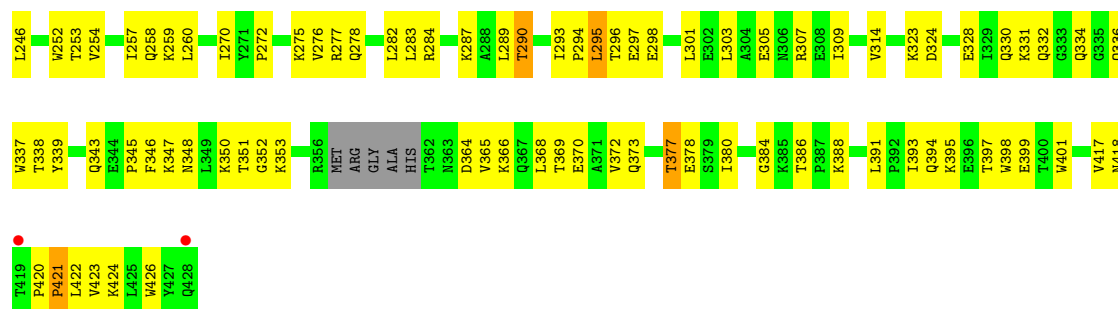 L246 W252 T253 V254 I257 Q258 K259 L260 I270 Y271 P272 K275 V276 R277 Q278 L282 L283 R284 K287 A288 L289 T290 I293 P294 L295 T296 E297 E298 L301 E302 L303 A304 E305 N306 R307 E308 I309 V314 K323 D324 E328 I329 Q330 K331 Q332 G333 Q334 G335
W337 T338 Y339 Q343 E344 P345 F346 K347 N348 L349 K350 T351 G352 K353 R356 MET ARG GLY ALA HIS T362 N363 D364 V365 K366 Q367 L368 T369 E370 A371 V372 Q373 T377 E378 S379 I380 G384 K385 T386 P387 K388 L391 P392 I393 Q394 K395 E396 T397 W398 E399 T400 W401 V417 N418
T419 P420 P421 L422 V423 K424 L425 W426 Y427 Q428